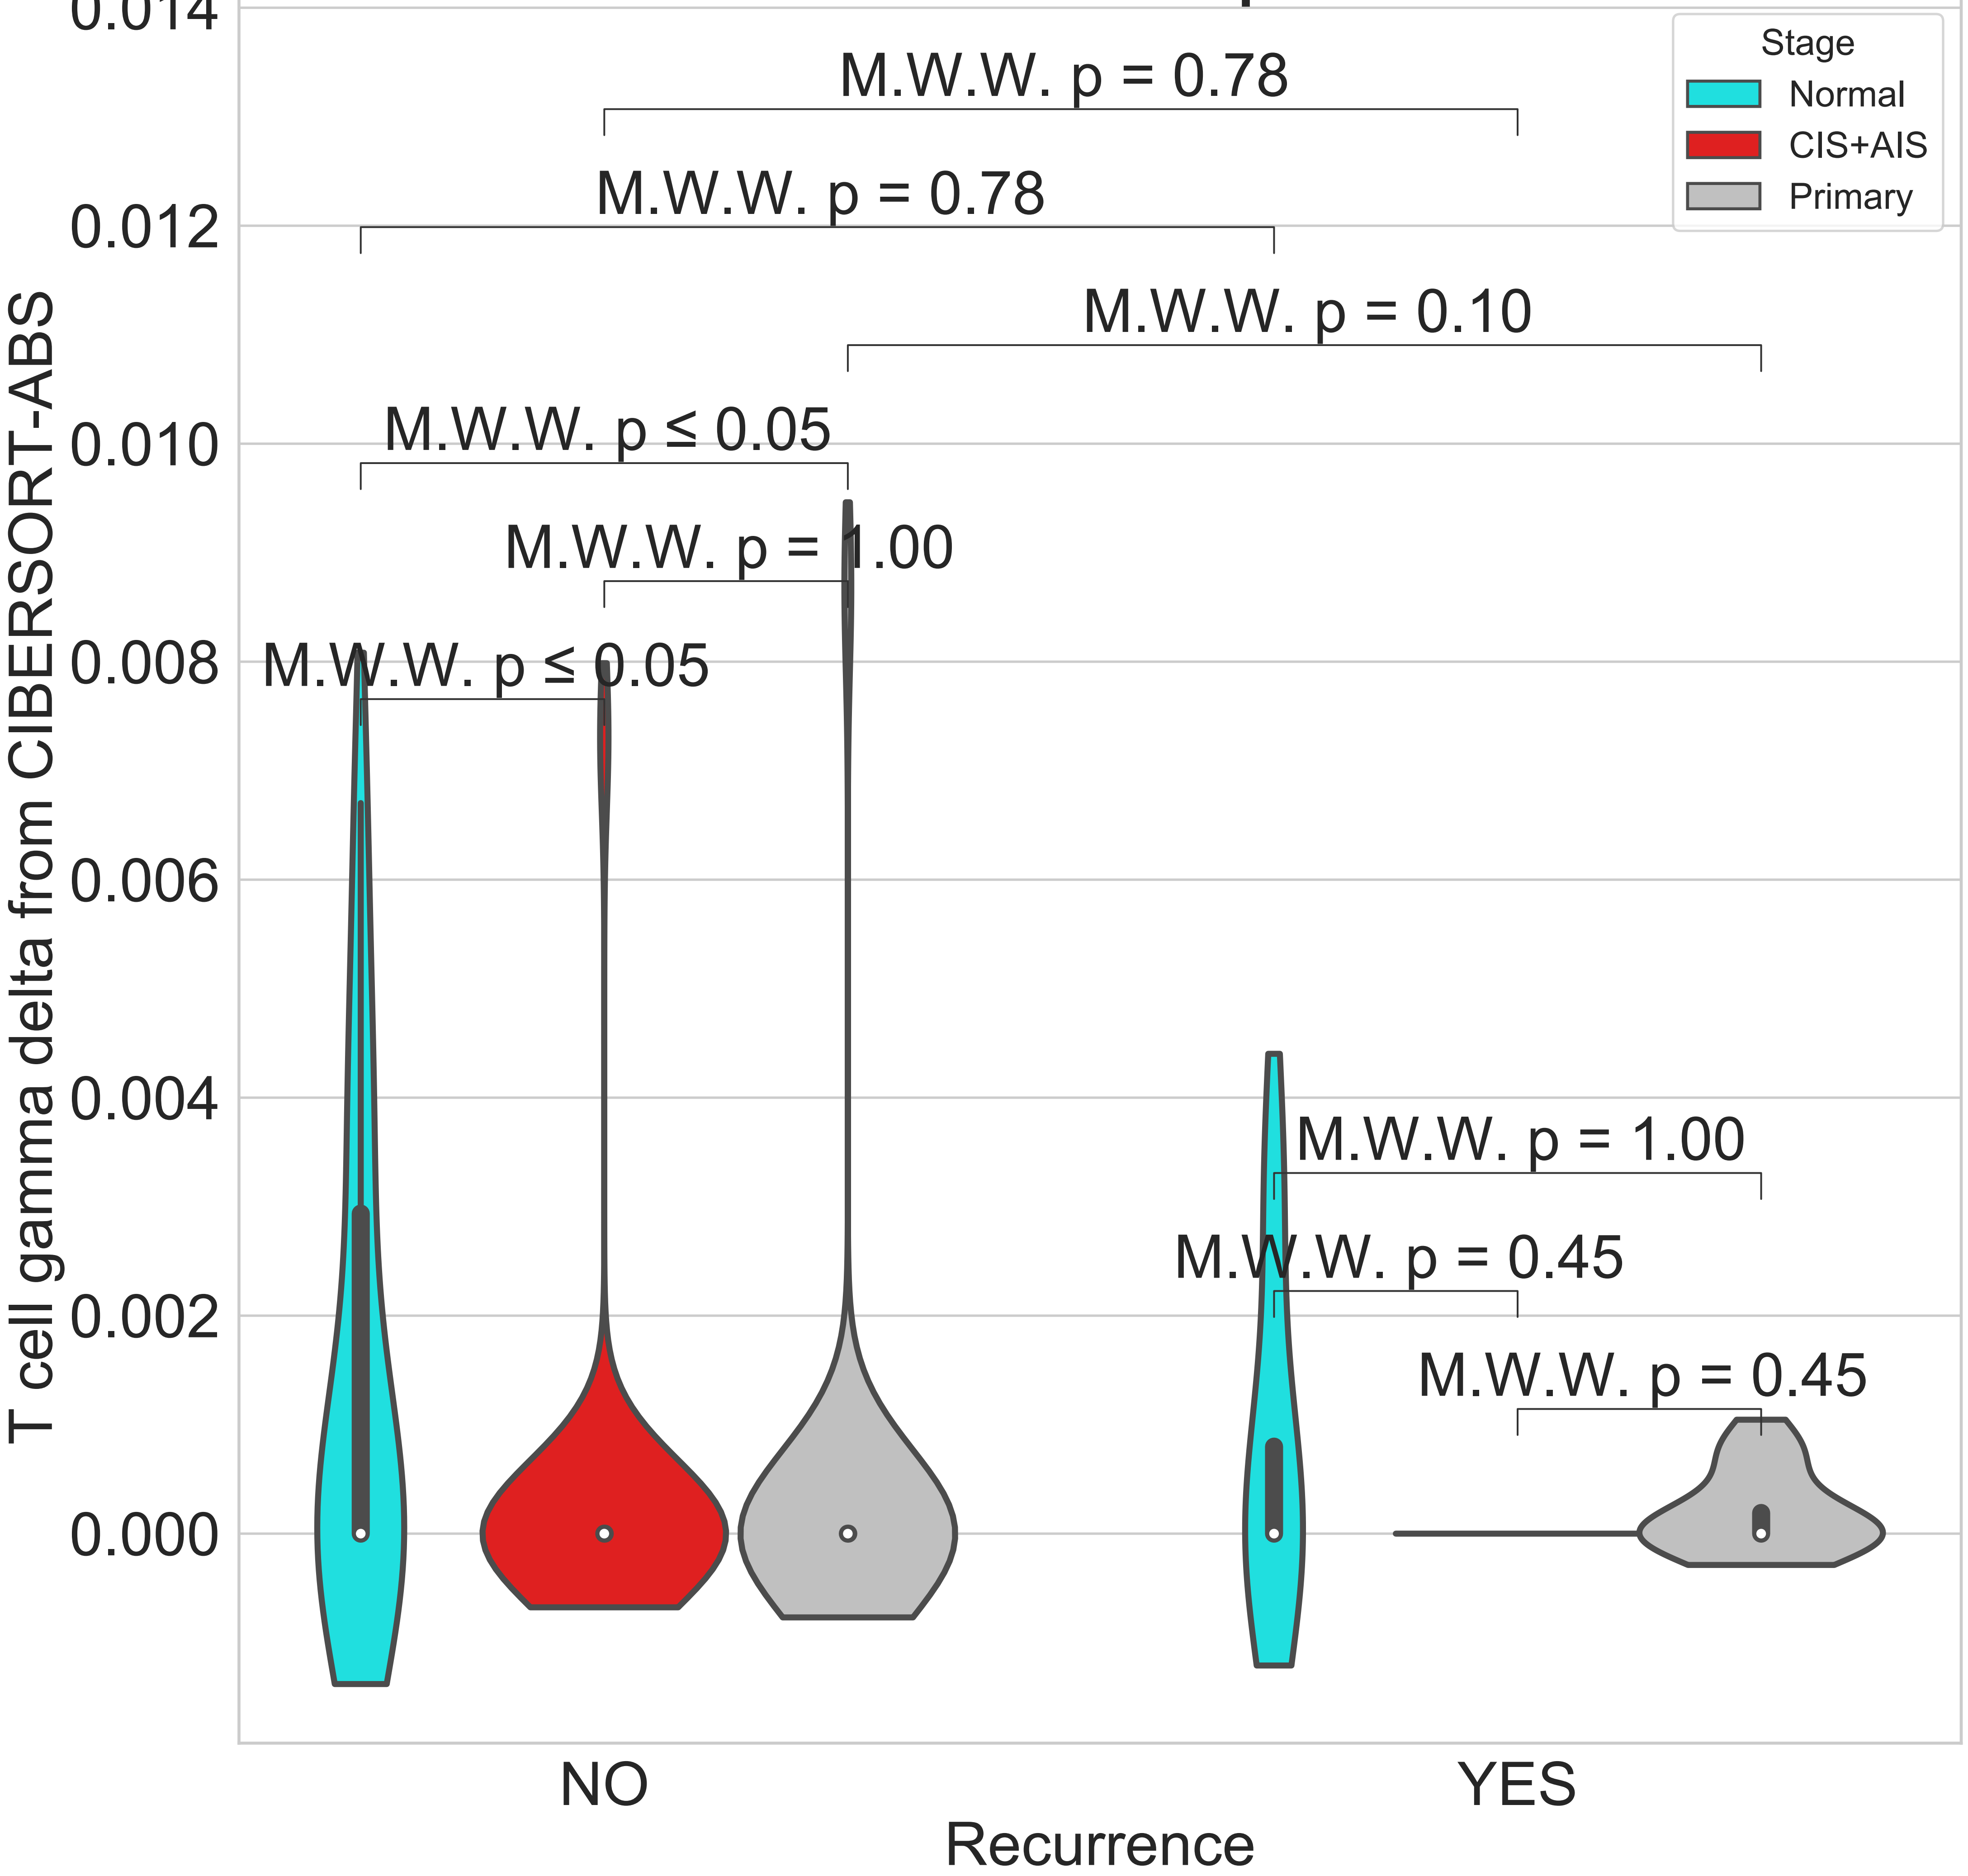 T cell gamma delta from CIBERSORT-ABS
0.014
0.012
0.010
0.008
0.006
0.004
0.002
0.000
M.W.W. p = 0.78
M.W.W. p = 0.78
M.W.W. p = 0.10
M.W.W. p ≤ 0.05
M.W.W. p = 1.00
M.W.W. p ≤ 0.05
M.W.W. p = 1.00
M.W.W. p = 0.45
M.W.W. p = 0.45
Stage
Normal
CIS+AIS
Primary
NO
YES
Recurrence